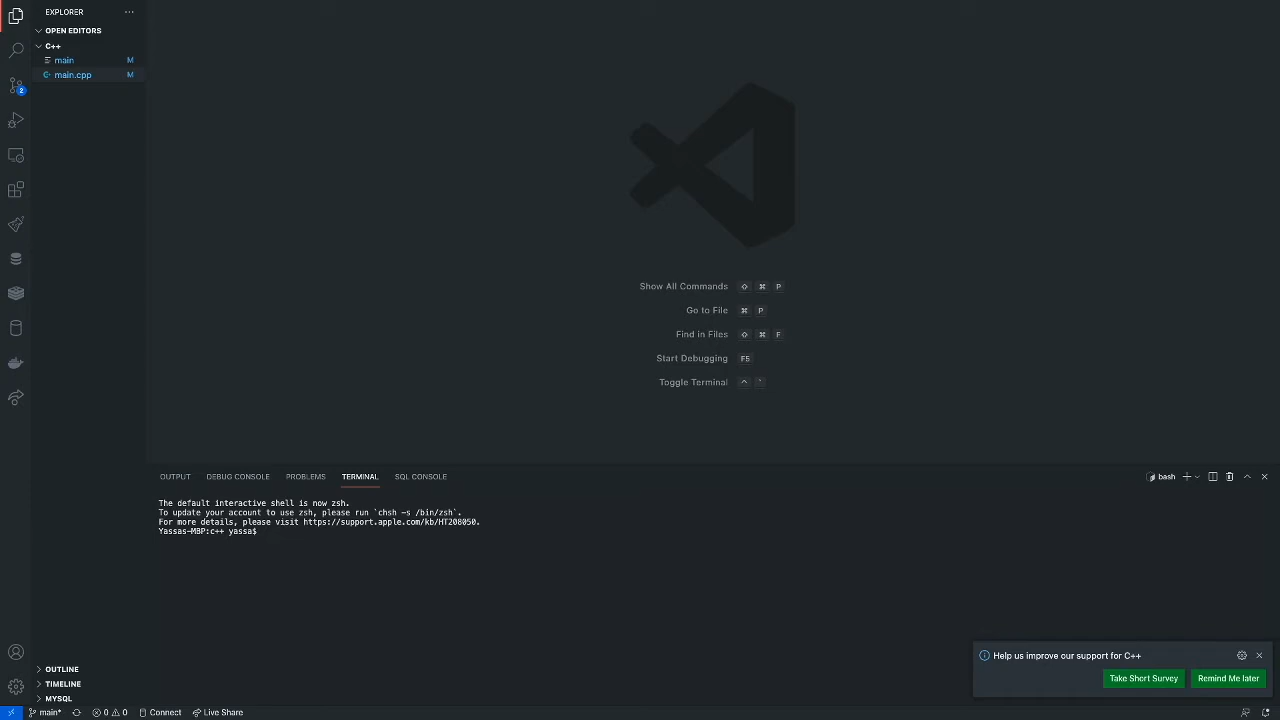 EXPLORER
OPEN EDITORS
C++
main M
main.cpp M
2
Show All Commands ⇧ ⌘ P
Go to File ⌘ P
Find in Files ⇧ ⌘ F
Start Debugging F5
Toggle Terminal ^ `
OUTPUT DEBUG CONSOLE PROBLEMS TERMINAL SQL CONSOLE bash
The default interactive shell is now zsh.
To update your account to use zsh, please run `chsh -s /bin/zsh`.
For more details, please visit https://support.apple.com/kb/HT208050.
Yassas-MBP:c++ yassa$
Help us improve our support for C++
Take Short Survey Remind Me later
OUTLINE
TIMELINE
MYSQL
main* 0 0 Connect Live Share